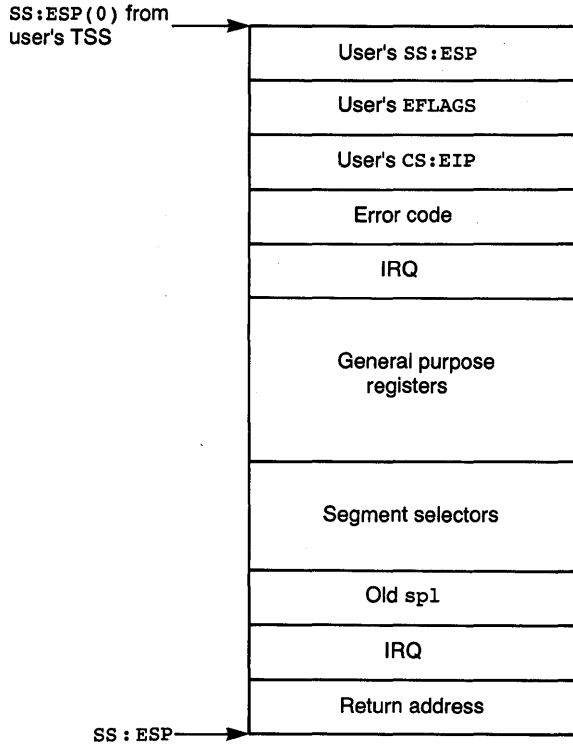 SS:ESP(0) from
user's TSS
User's SS:ESP
User's EFLAGS
User's CS:EIP
Error code
IRQ
General purpose
registers
Segment selectors
Old spl
IRQ
Return address
SS:ESP